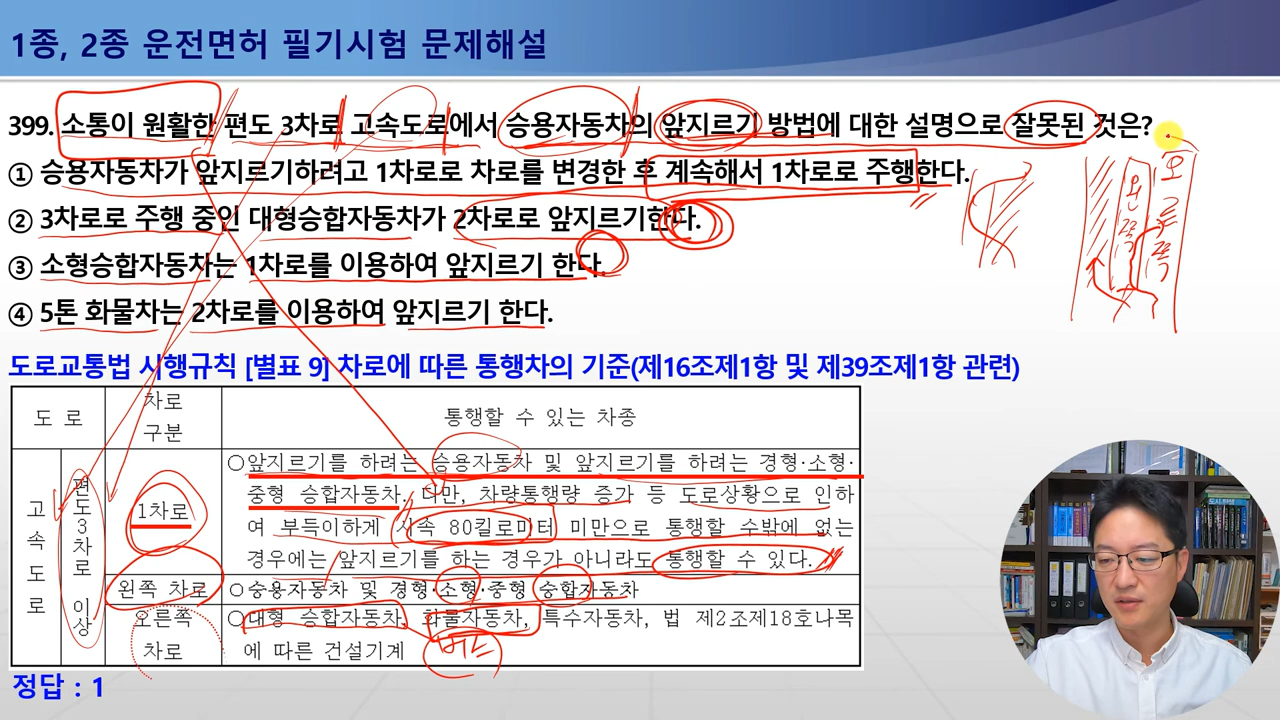 1종, 2종 운전면허 필기시험 문제해설
399. 소통이 원활한 편도 3차로 고속도로에서 승용자동차의 앞지르기 방법에 대한 설명으로 잘못된 것은?
① 승용자동차가 앞지르기하려고 1차로로 차로를 변경한 후 계속해서 1차로로 주행한다.
② 3차로로 주행 중인 대형승합자동차가 2차로로 앞지르기한다.
③ 소형승합자동차는 1차로를 이용하여 앞지르기 한다.
④ 5톤 화물차는 2차로를 이용하여 앞지르기 한다.
오른쪽
왼쪽
도로교통법 시행규칙 [별표 9] 차로에 따른 통행차의 기준(제16조제1항 및 제39조제1항 관련)
도 로
차로
구분
통행할 수 있는 차종
고속도로
편도3차로 이상
1차로
○앞지르기를 하려는 승용자동차 및 앞지르기를 하려는 경형·소형·
중형 승합자동차. 다만, 차량통행량 증가 등 도로상황으로 인하
여 부득이하게 시속 80킬로미터 미만으로 통행할 수밖에 없는
경우에는 앞지르기를 하는 경우가 아니라도 통행할 수 있다.
왼쪽 차로
○승용자동차 및 경형·소형·중형 승합자동차
오른쪽
차로
○대형 승합자동차, 화물자동차, 특수자동차, 법 제2조제18호나목
에 따른 건설기계
버스
정답 : 1